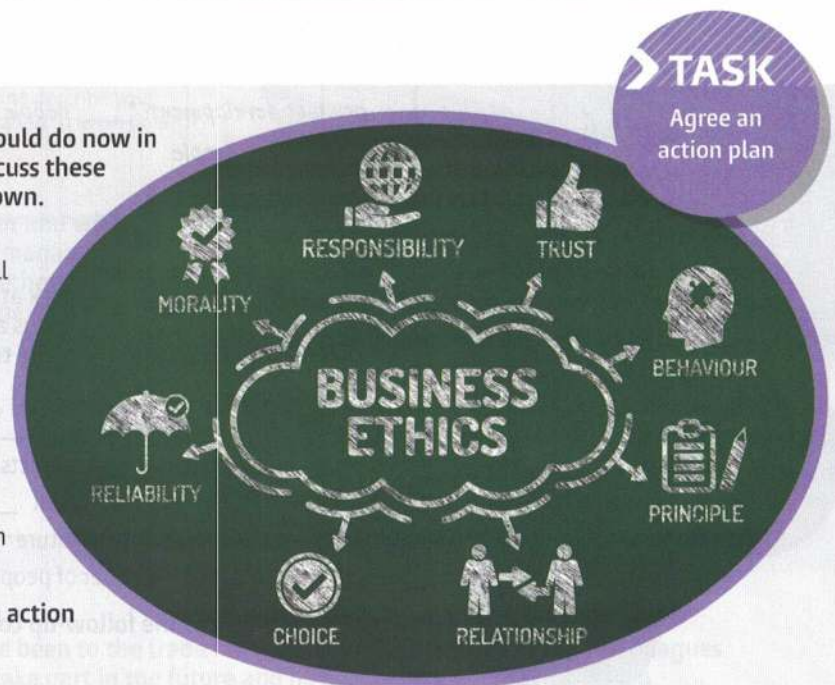 TASK
Agree an
action plan
ould do now in
cuss these
own.
BUSINESS
ETHICS
MORALITY
RESPONSIBILITY
TRUST
BEHAVIOUR
PRINCIPLE
RELATIONSHIP
CHOICE
RELIABILITY
action